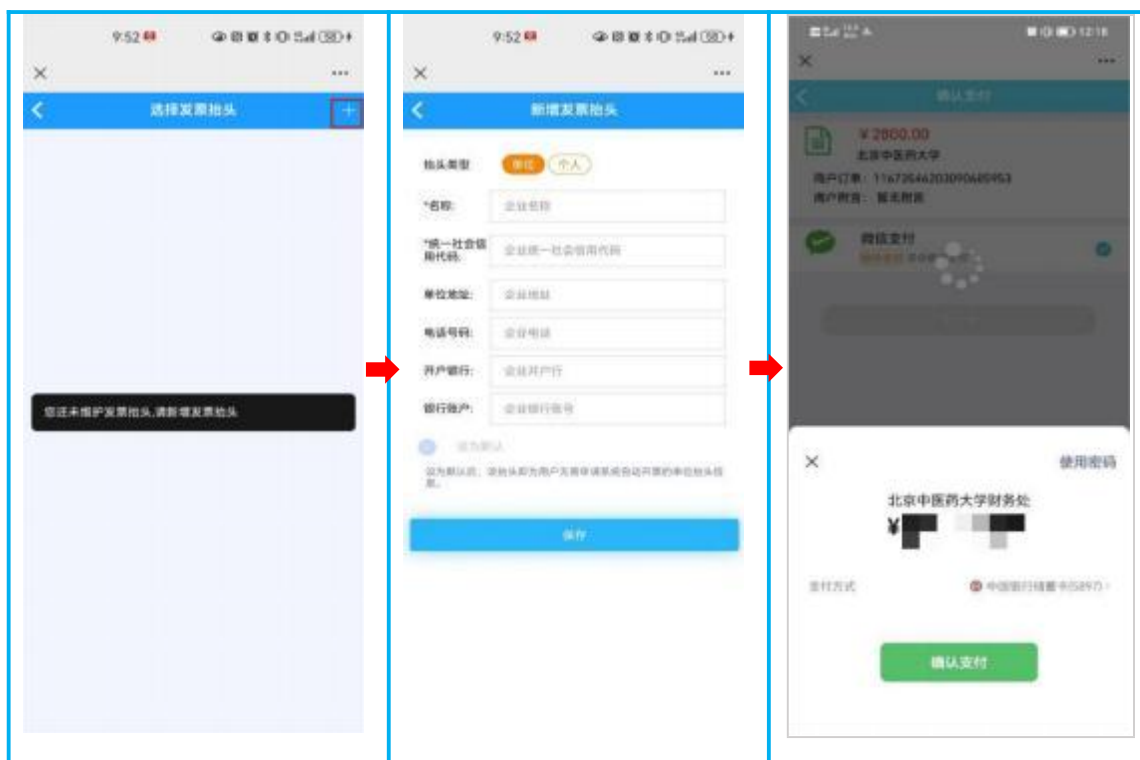 9:52
×
...
选择发票抬头
+
您还未维护发票抬头,请新增发票抬头
9:52
×
...
新增发票抬头
抬头类型
单位
个人
*名称:
企业名称
*统一社会信
用代码:
企业统一社会信用代码
单位地址:
企业地址
电话号码:
企业电话
开户银行:
企业开户行
银行账户:
企业银行账号
设为默认
保存
12:18
×
...
确认支付
¥ 2800.00
北京中医药大学
商户附言: 暂无附言
微信支付
×
使用密码
北京中医药大学财务处
¥
支付方式
中国银行储蓄卡(5897)
确认支付